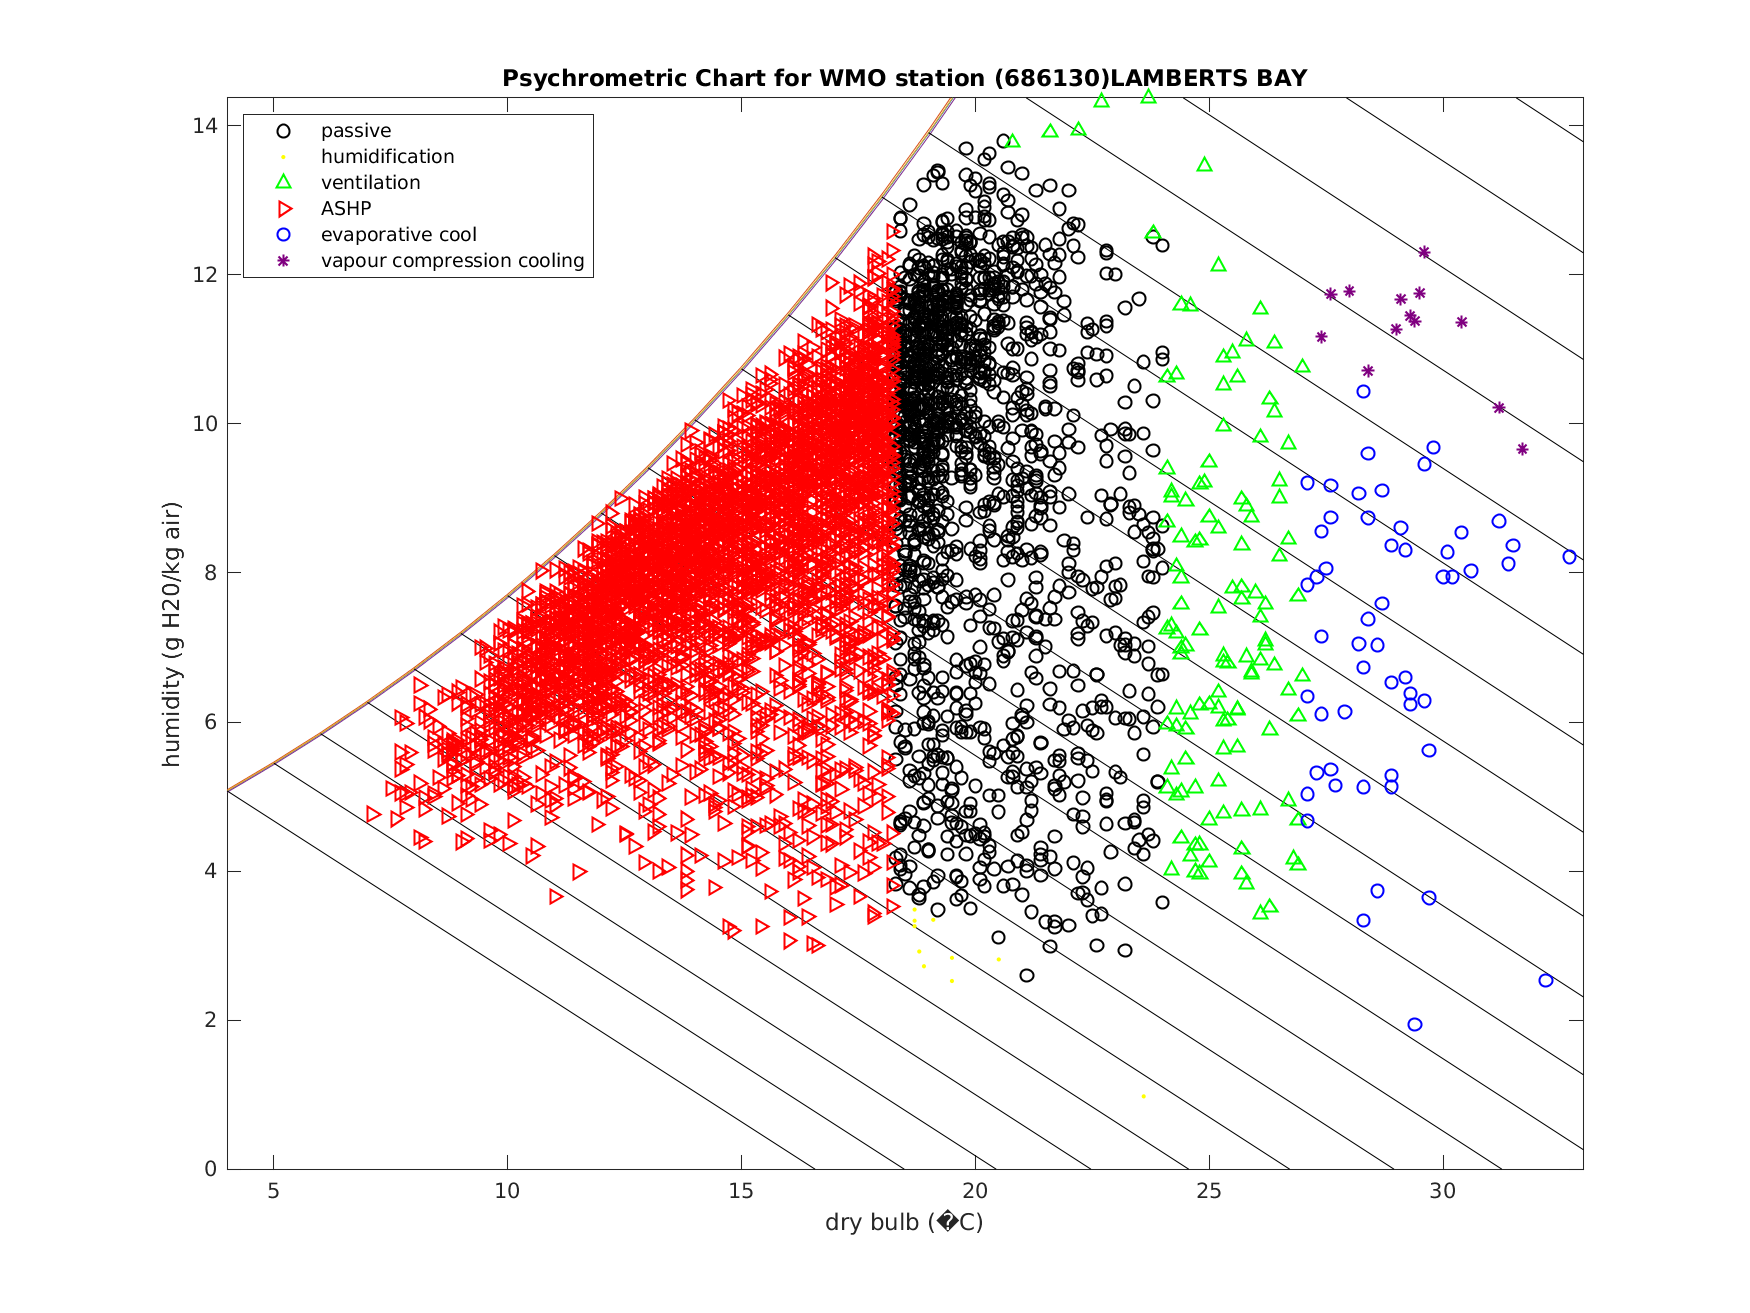 Psychrometric Chart for WMO station (686130)LAMBERTS BAY
passive
humidification
ventilation
ASHP
evaporative cool
vapour compression cooling
humidity (g H20/kg air)
14
12
10
8
6
4
2
0
5 10 15 20 25 30
dry bulb (�C)